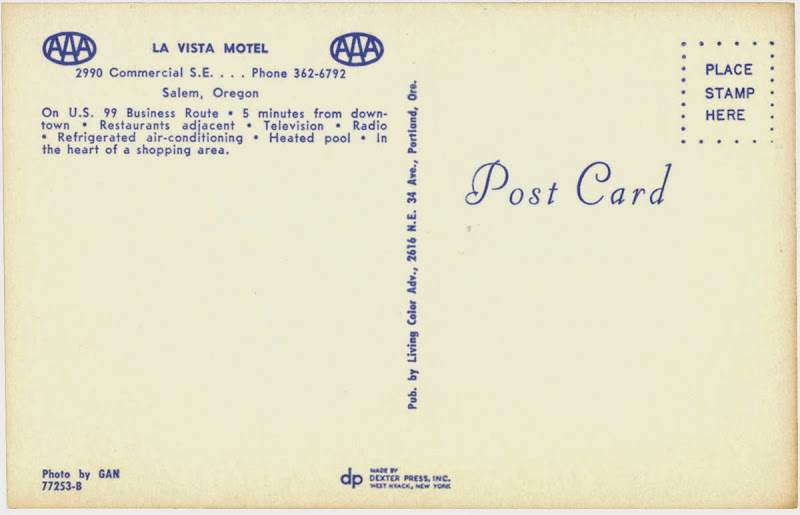 AAA LA VISTA MOTEL AAA
2990 Commercial S.E. . . . Phone 362-6792
Salem, Oregon
On U.S. 99 Business Route • 5 minutes from down-
town • Restaurants adjacent • Television • Radio
• Refrigerated air-conditioning • Heated pool • In
the heart of a shopping area.
Photo by GAN
77253-B
Pub. by Living Color Adv., 2616 N.E. 34 Ave., Portland, Ore.
dp
MADE BY
DEXTER PRESS, INC.
WEST NYACK, NEW YORK
PLACE
STAMP
HERE
Post Card